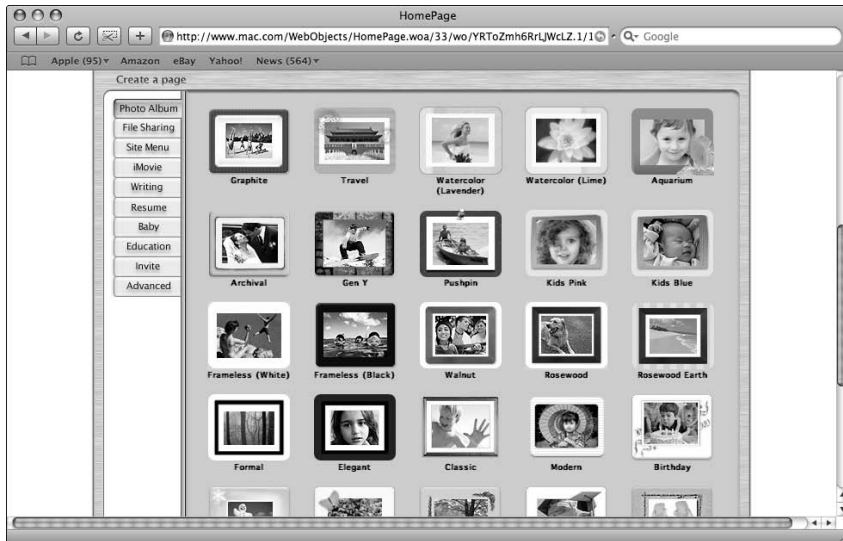 HomePage
http://www.mac.com/WebObjects/HomePage.woa/33/wo/YRToZmh6RrLJWcLZ.1/1
Google
Apple (95) Amazon eBay Yahoo! News (564)
Create a page
Photo Album
File Sharing
Site Menu
iMovie
Writing
Resume
Baby
Education
Invite
Advanced
Graphite Travel Watercolor (Lavender) Watercolor (Lime) Aquarium
Archival Gen Y Pushpin Kids Pink Kids Blue
Frameless (White) Frameless (Black) Walnut Rosewood Rosewood Earth
Formal Elegant Classic Modern Birthday